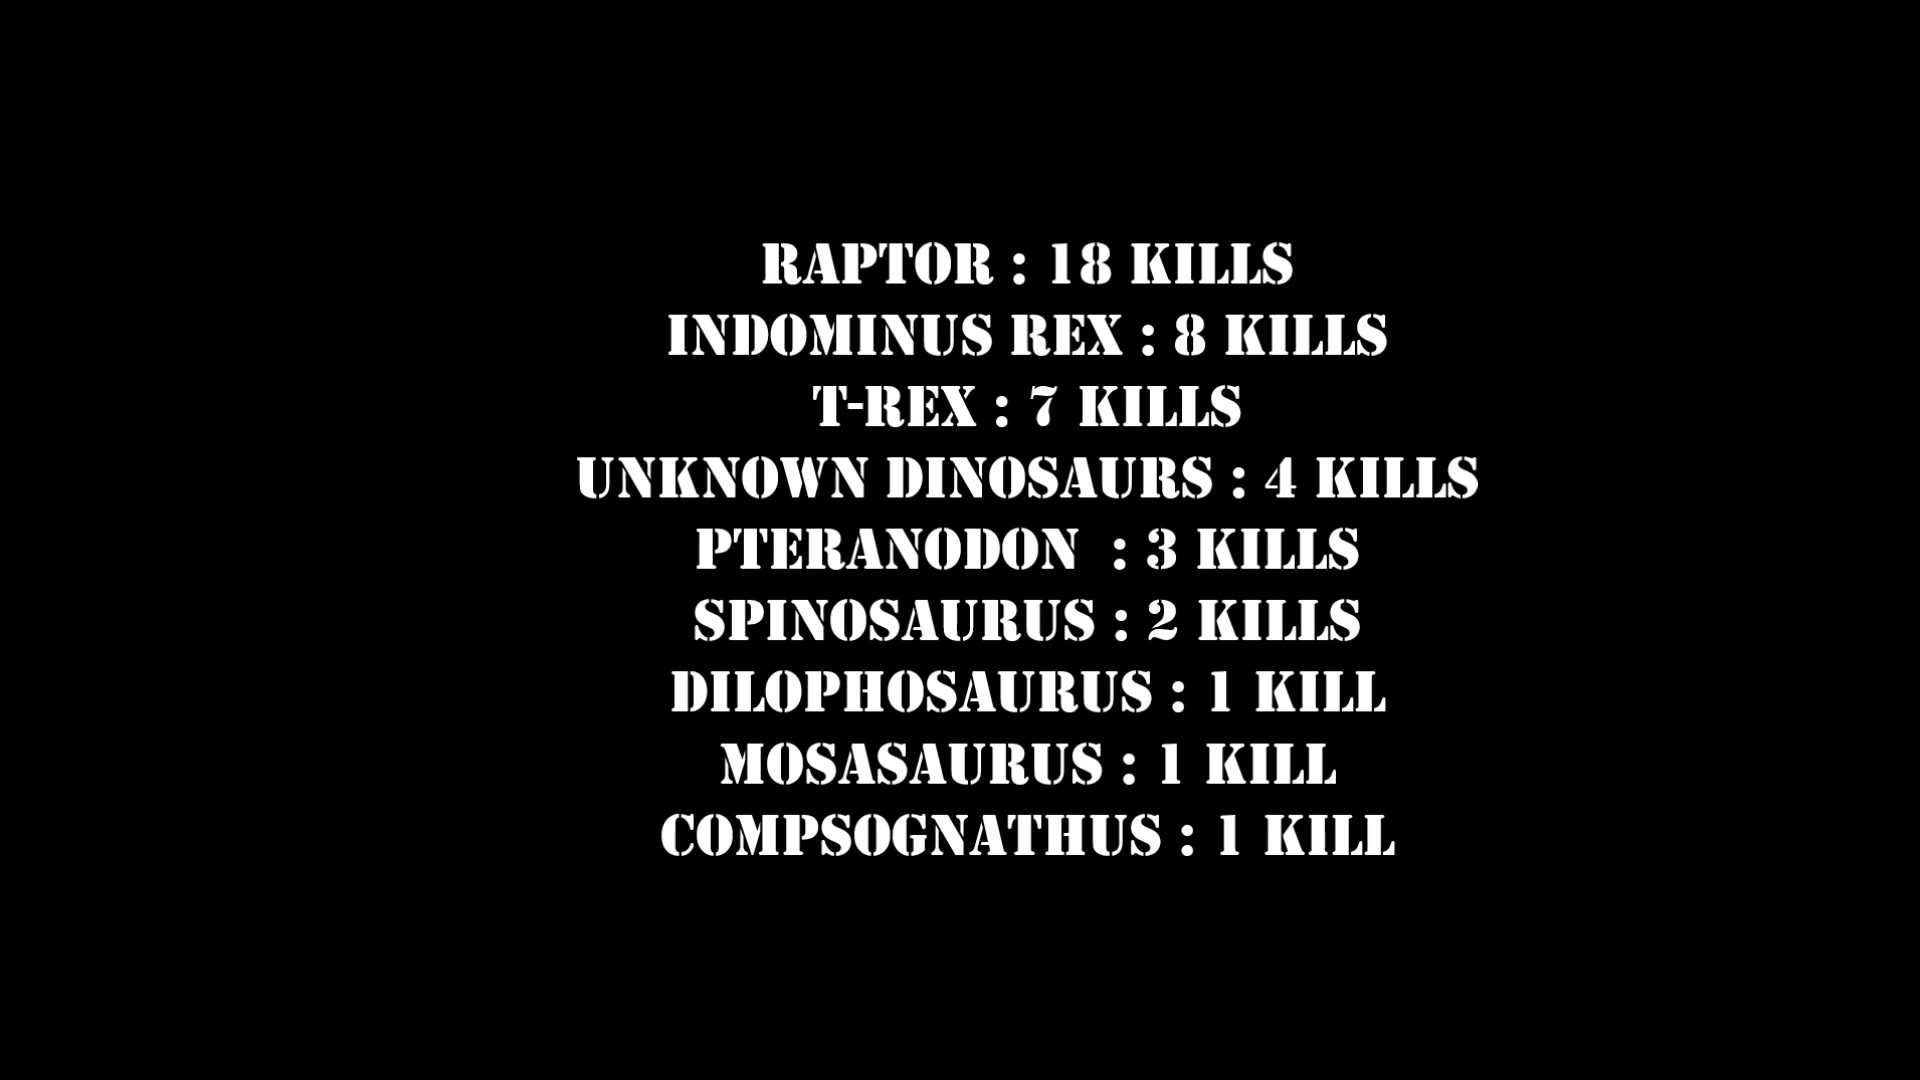 RAPTOR : 18 KILLS
INDOMINUS REX : 8 KILLS
T-REX : 7 KILLS
UNKNOWN DINOSAURS : 4 KILLS
PTERANODON  : 3 KILLS
SPINOSAURUS : 2 KILLS
DILOPHOSAURUS : 1 KILL
MOSASAURUS : 1 KILL
COMPSOGNATHUS : 1 KILL